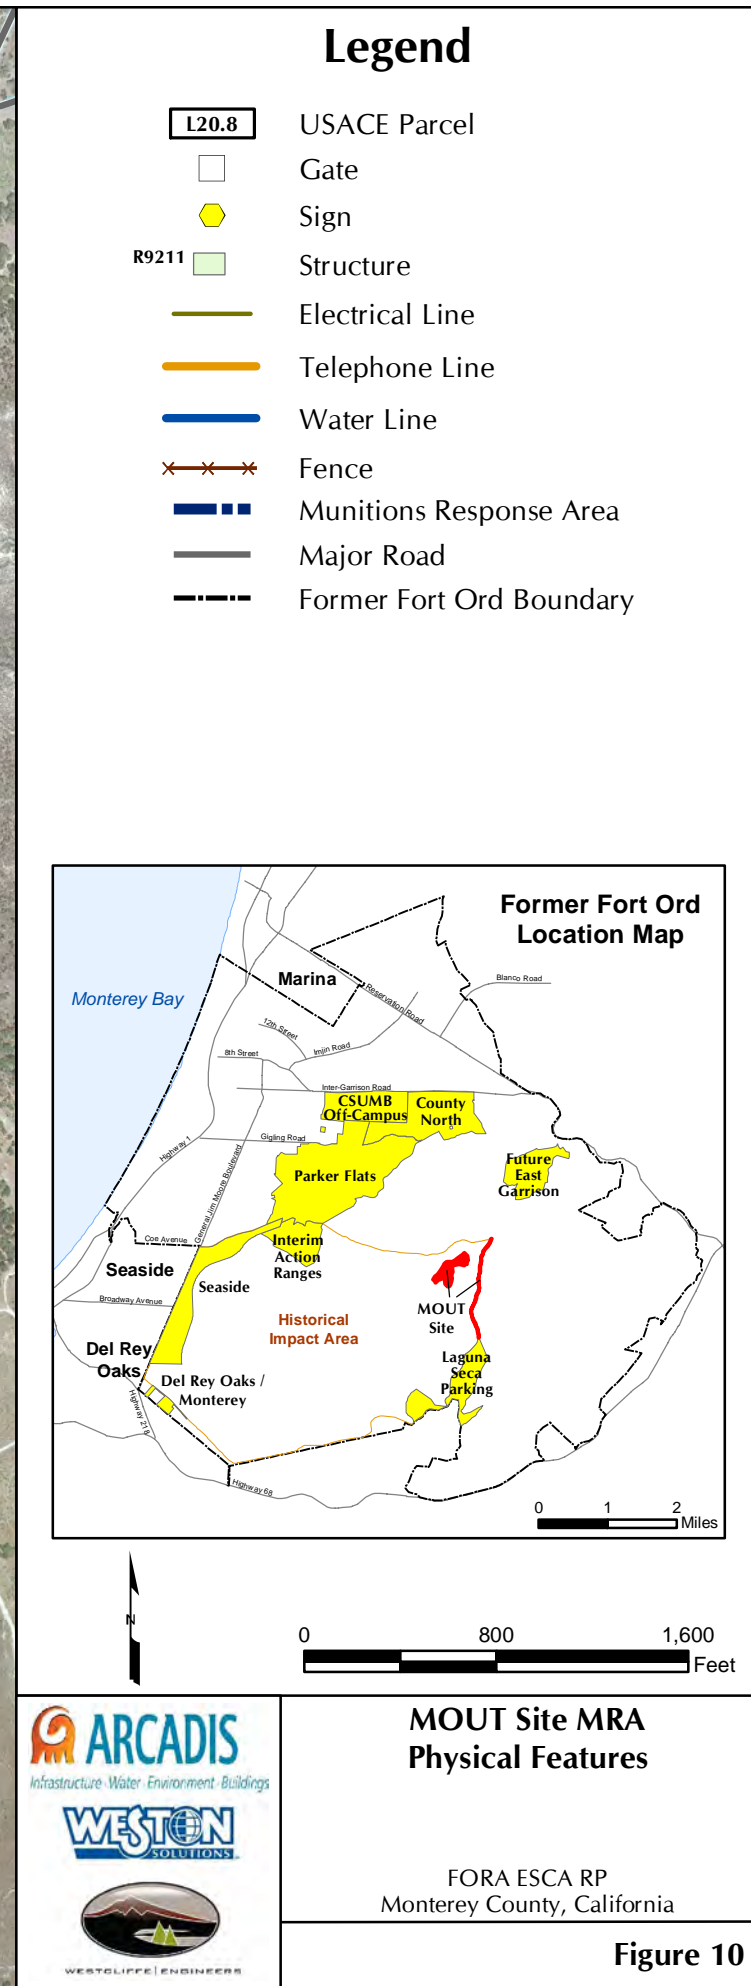 Legend
L20.8 USACE Parcel
Gate
Sign
R9211 Structure
Electrical Line
Telephone Line
Water Line
Fence
Munitions Response Area
Major Road
Former Fort Ord Boundary
Former Fort Ord
Location Map
Monterey Bay
Marina
Blanco Road
Reservation Road
12th Street
Imjin Road
8th Street
Inter-Garrison Road
CSUMB
Off-Campus
County
North
Gigling Road
Highway 1
General Jim Moore Boulevard
Parker Flats
Future
East
Garrison
Coe Avenue
Interim
Action
Ranges
Seaside
Seaside
Broadway Avenue
MOUT
Site
Historical
Impact Area
Del Rey
Oaks
Laguna
Seca
Parking
Del Rey Oaks /
Monterey
Highway 218
Highway 68
0 1 2
Miles
N
0 800 1,600
Feet
ARCADIS
Infrastructure · Water · Environment · Buildings
WESTON
SOLUTIONS
WESTCLIFFE | ENGINEERS
MOUT Site MRA
Physical Features
FORA ESCA RP
Monterey County, California
Figure 10